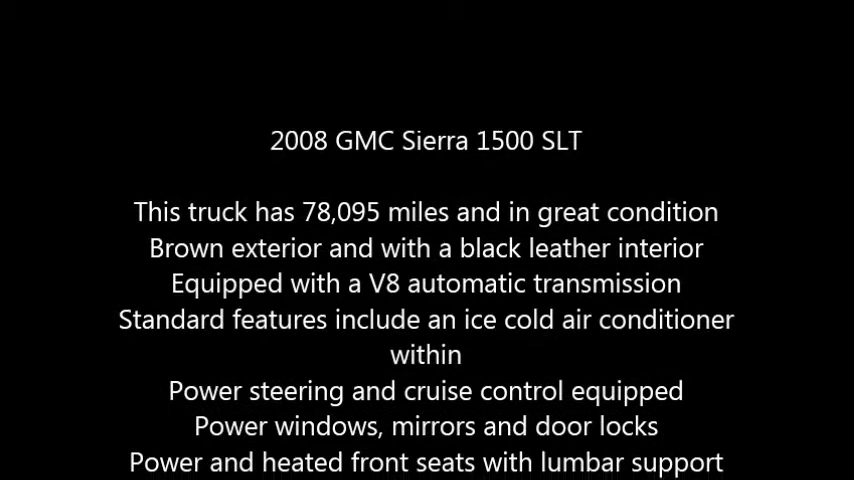 2008 GMC Sierra 1500 SLT
This truck has 78,095 miles and in great condition
Brown exterior and with a black leather interior
Equipped with a V8 automatic transmission
Standard features include an ice cold air conditioner
within
Power steering and cruise control equipped
Power windows, mirrors and door locks
Power and heated front seats with lumbar support